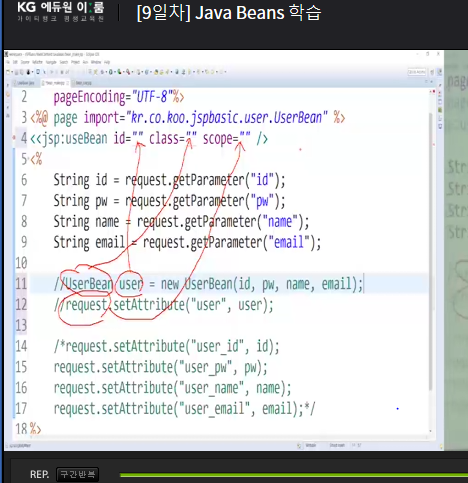 KG 에듀원 이:룸
가이티뱅크 경생교육원
[9일차] Java Beans 학습
2 pageEncoding="UTF-8"%>
3 <%@ page import="kr.co.koo.jspbasic.user.UserBean" %>
4 <<jsp:useBean id="" class="" scope="" />
5 <%
6 String id = request.getParameter("id");
7 String pw = request.getParameter("pw");
8 String name = request.getParameter("name");
9 String email = request.getParameter("email");
10
11 //UserBean user = new UserBean(id, pw, name, email);
12 //request.setAttribute("user", user);
13
14 /*request.setAttribute("user_id", id);
15 request.setAttribute("user_pw", pw);
16 request.setAttribute("user_name", name);
17 request.setAttribute("user_email", email);*/
18 %>
REP. 구간반복